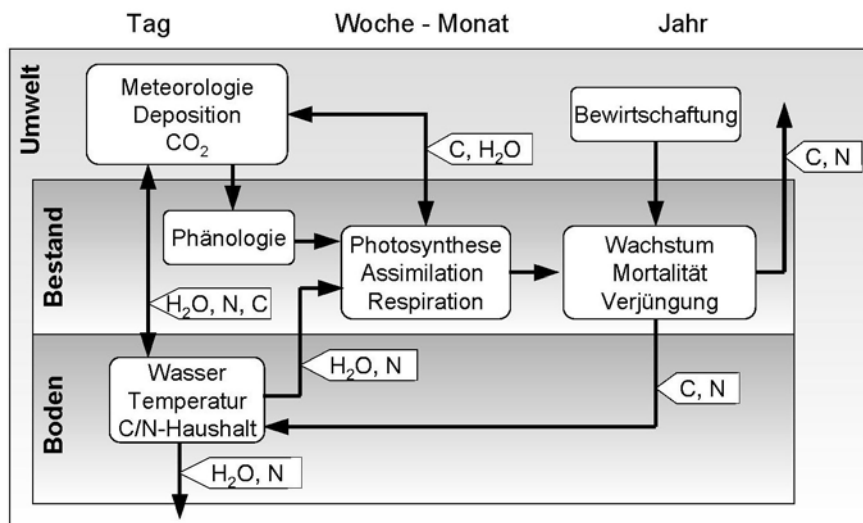 Tag
Woche - Monat
Jahr
Umwelt
Meteorologie
Deposition
CO₂
Bewirtschaftung
C, H₂O
C, N
Bestand
Phänologie
Photosynthese
Assimilation
Respiration
Wachstum
Mortalität
Verjüngung
H₂O, N, C
Boden
Wasser
Temperatur
C/N-Haushalt
H₂O, N
C, N
H₂O, N